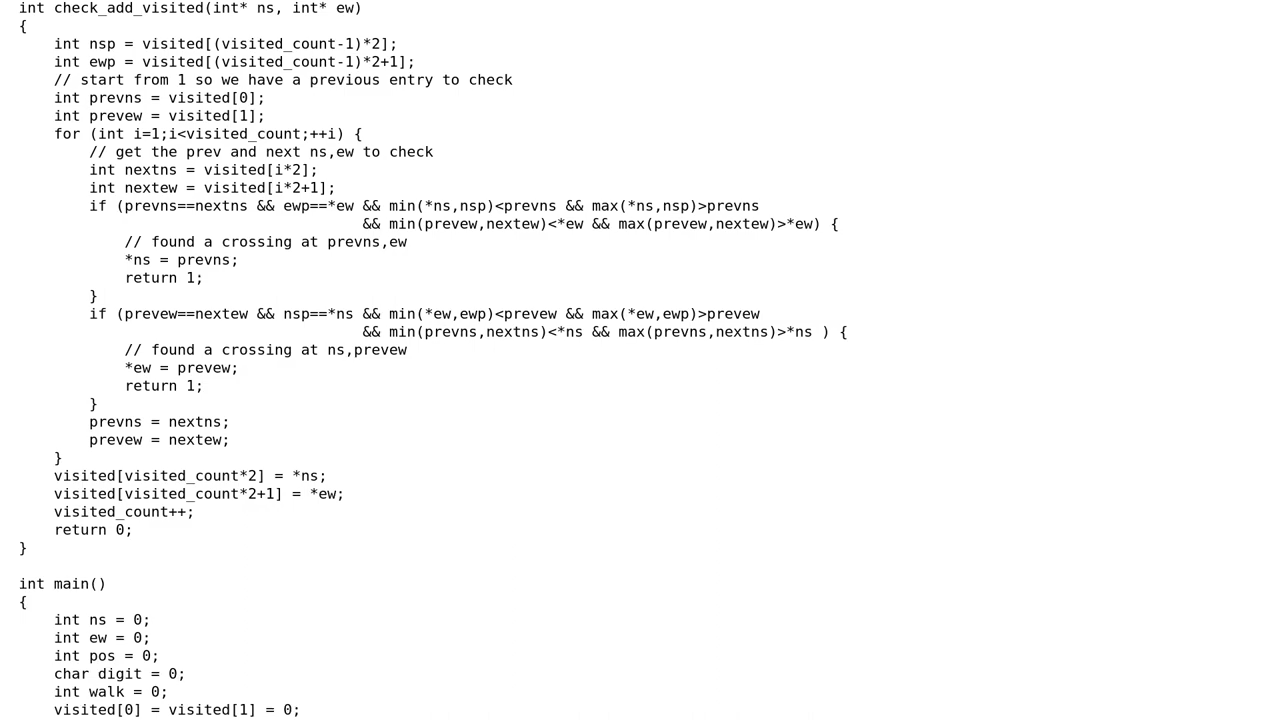 int check_add_visited(int* ns, int* ew)
{
    int nsp = visited[(visited_count-1)*2];
    int ewp = visited[(visited_count-1)*2+1];
    // start from 1 so we have a previous entry to check
    int prevns = visited[0];
    int prevew = visited[1];
    for (int i=1;i<visited_count;++i) {
        // get the prev and next ns,ew to check
        int nextns = visited[i*2];
        int nextew = visited[i*2+1];
        if (prevns==nextns && ewp==*ew && min(*ns,nsp)<prevns && max(*ns,nsp)>prevns
                                       && min(prevew,nextew)<*ew && max(prevew,nextew)>*ew) {
            // found a crossing at prevns,ew
            *ns = prevns;
            return 1;
        }
        if (prevew==nextew && nsp==*ns && min(*ew,ewp)<prevew && max(*ew,ewp)>prevew
                                       && min(prevns,nextns)<*ns && max(prevns,nextns)>*ns ) {
            // found a crossing at ns,prevew
            *ew = prevew;
            return 1;
        }
        prevns = nextns;
        prevew = nextew;
    }
    visited[visited_count*2] = *ns;
    visited[visited_count*2+1] = *ew;
    visited_count++;
    return 0;
}

int main()
{
    int ns = 0;
    int ew = 0;
    int pos = 0;
    char digit = 0;
    int walk = 0;
    visited[0] = visited[1] = 0;